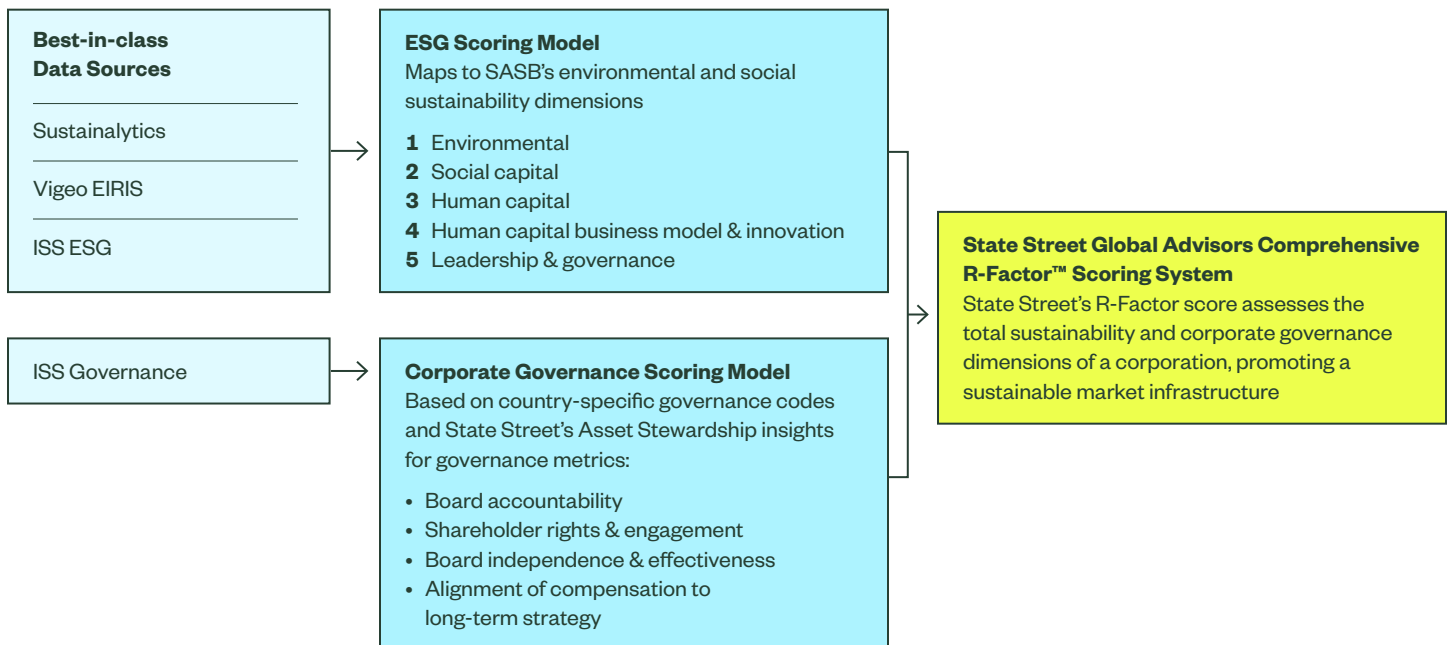 Best-in-class
Data Sources
Sustainalytics
Vigeo EIRIS
ISS ESG
ESG Scoring Model
Maps to SASB's environmental and social
sustainability dimensions
1 Environmental
2 Social capital
3 Human capital
4 Human capital business model & innovation
5 Leadership & governance
ISS Governance
Corporate Governance Scoring Model
Based on country-specific governance codes
and State Street's Asset Stewardship insights
for governance metrics:
• Board accountability
• Shareholder rights & engagement
• Board independence & effectiveness
• Alignment of compensation to
long-term strategy
State Street Global Advisors Comprehensive
R-Factor™ Scoring System
State Street's R-Factor score assesses the
total sustainability and corporate governance
dimensions of a corporation, promoting a
sustainable market infrastructure